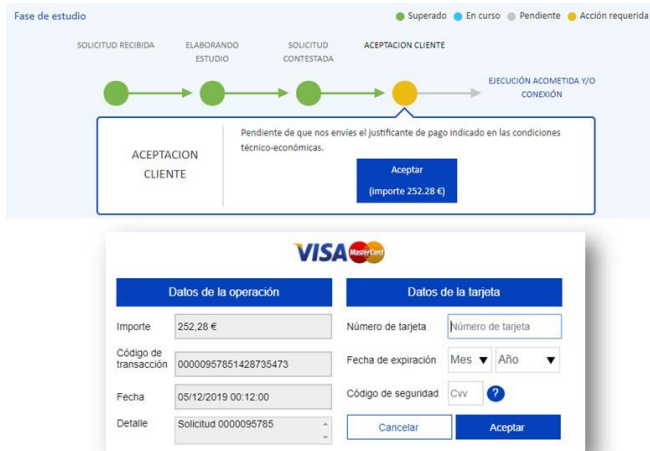 Fase de estudio
Superado En curso Pendiente Acción requerida
SOLICITUD RECIBIDA
ELABORANDO
ESTUDIO
SOLICITUD
CONTESTADA
ACEPTACION CLIENTE
EJECUCIÓN ACOMETIDA Y/O
CONEXIÓN
ACEPTACION
CLIENTE
Pendiente de que nos envíes el justificante de pago indicado en las condiciones
técnico-económicas.
Aceptar
(importe 252.28 €)
VISA MasterCard
Datos de la operación
Importe 252,28 €
Código de
transacción 00000957851428735473
Fecha 05/12/2019 00:12:00
Detalle Solicitud 0000095785
Datos de la tarjeta
Número de tarjeta Número de tarjeta
Fecha de expiración Mes Año
Código de seguridad Cvv ?
Cancelar Aceptar